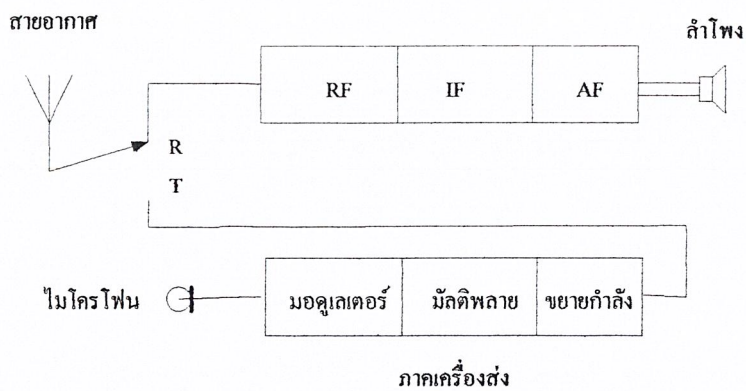 สายอากาศ
ลำโพง
RF IF AF
R
T
ไมโครโฟน
มอดูเลเตอร์ มัลติพลาย ขยายกำลัง
ภาคเครื่องส่ง